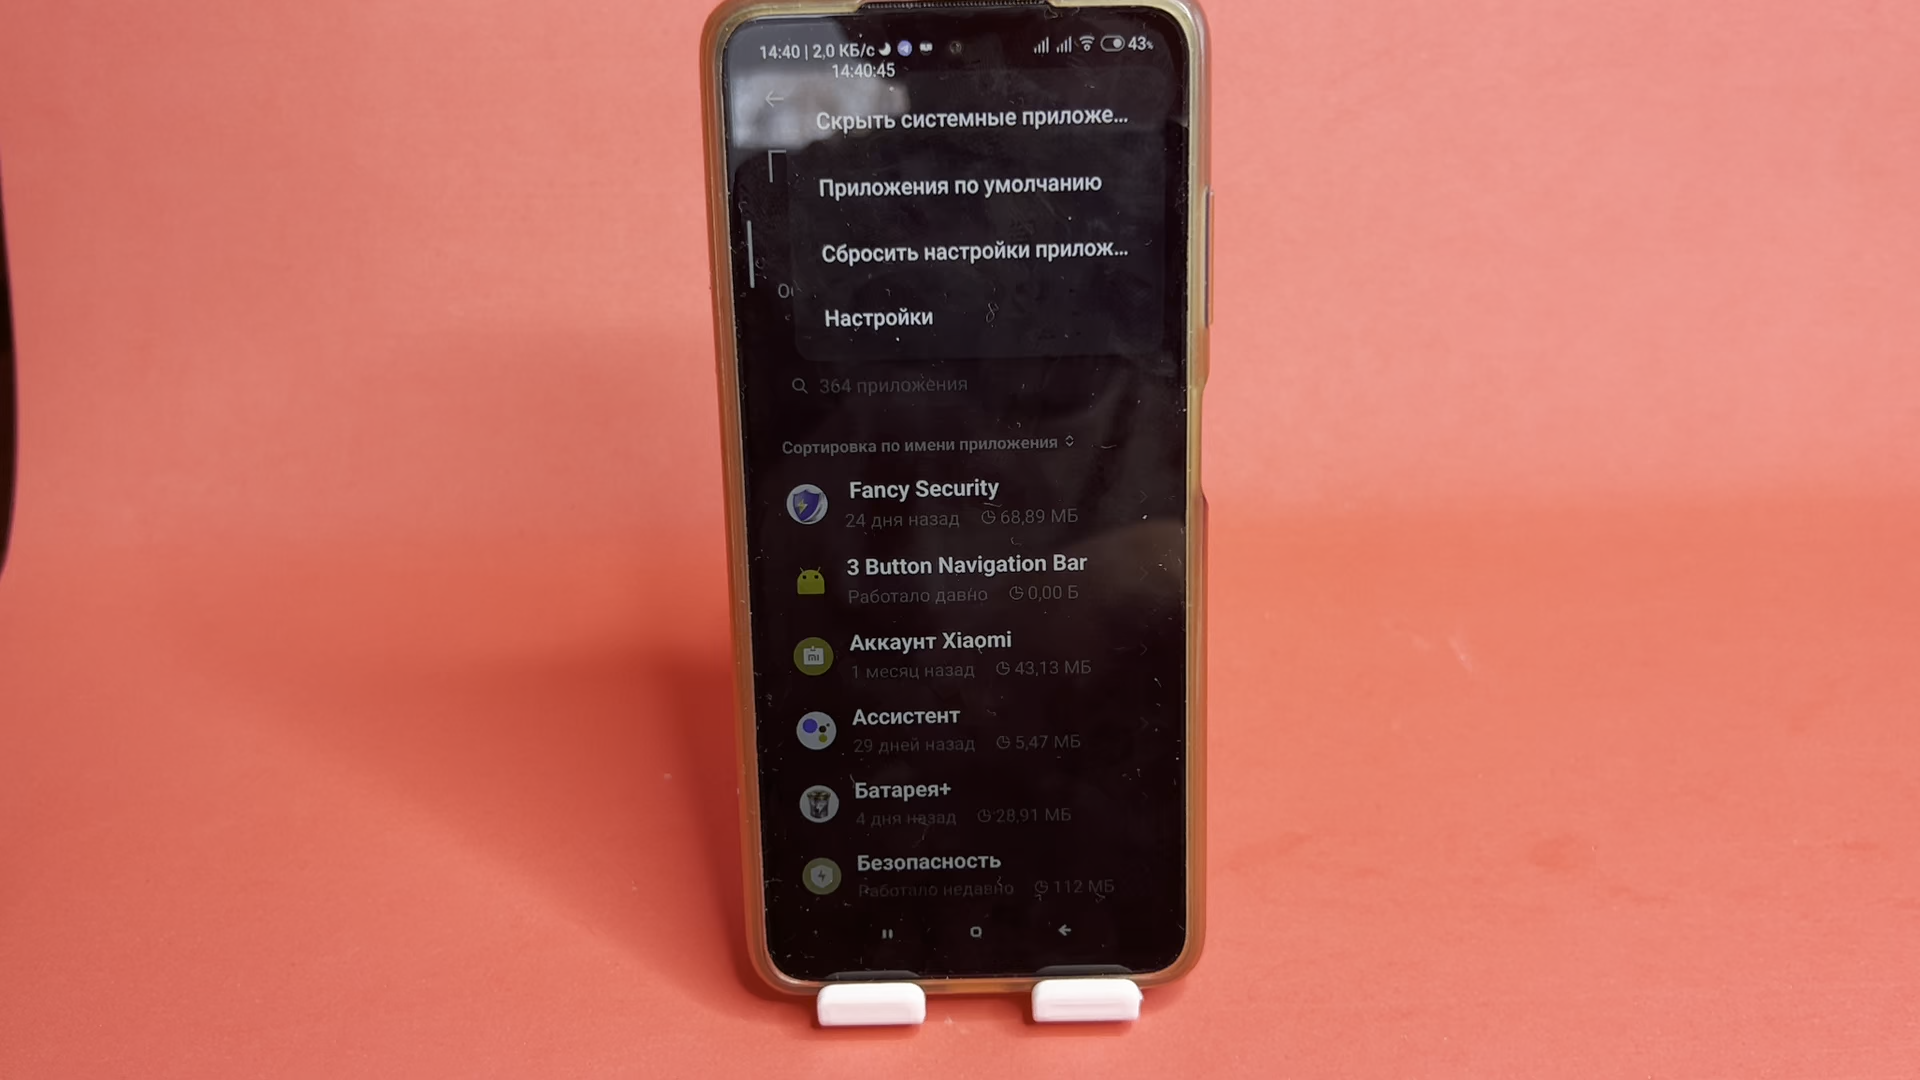 14:40 | 2,0 КБ/с
43%
14:40:45
Скрыть системные приложе...
Приложения по умолчанию
Сбросить настройки прилож...
Настройки
364 приложения
Сортировка по имени приложения
Fancy Security
24 дня назад 68,89 МБ
3 Button Navigation Bar
Работало давно 0,00 Б
Аккаунт Xiaomi
1 месяц назад 43,13 МБ
Ассистент
29 дней назад 5,47 МБ
Батарея+
4 дня назад 28,91 МБ
Безопасность
Работало недавно 112 МБ